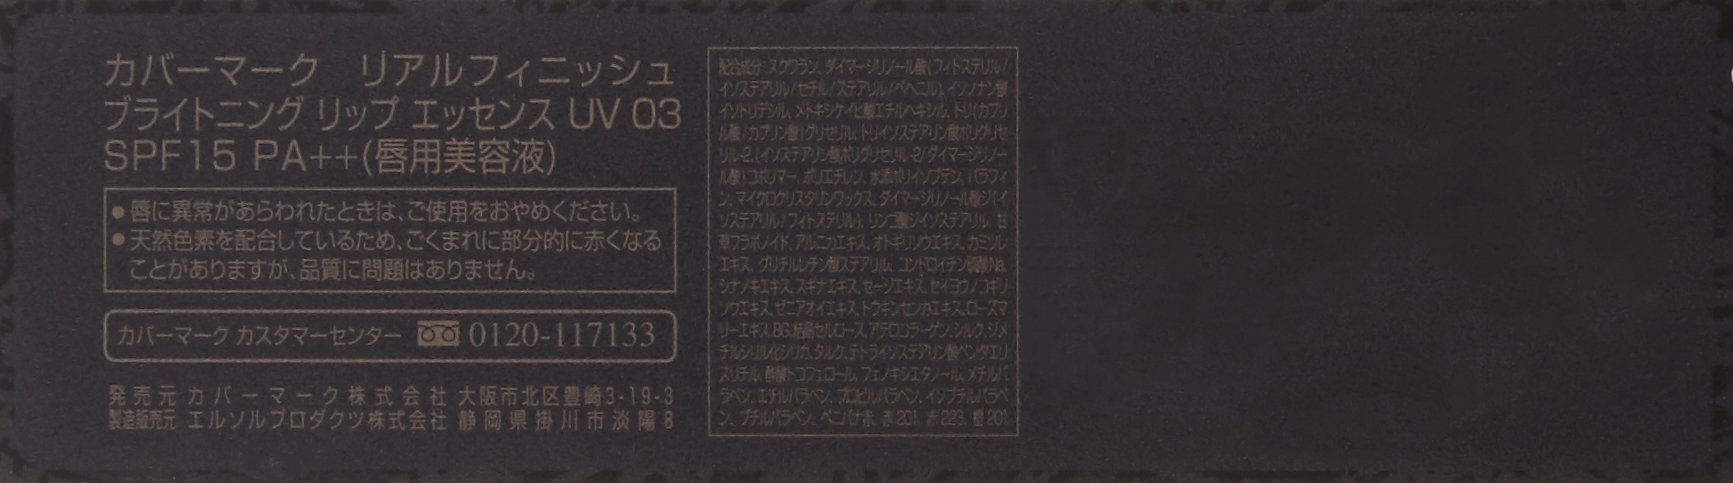 カバーマーク リアルフィニッシュ
ブライトニング リップ エッセンス UV 03
SPF15 PA++(唇用美容液)
●唇に異常があらわれたときは、ご使用をおやめください。
●天然色素を配合しているため、ごくまれに部分的に赤くなる
ことがありますが、品質に問題はありません。
カバーマーク カスタマーセンター 0120-117133
発売元 カバーマーク株式会社 大阪市北区豊崎3-19-3
製造販売元 エルソルプロダクツ株式会社 静岡県掛川市淡陽8
配合成分:スクワラン、ダイマージリノール酸(フィトステリル/
イソステアリル/セチル/ステアリル/ベヘニル)、イソノナン酸
イソトリデシル、メトキシケイヒ酸エチルヘキシル、トリ(カプリ
ル酸/カプリン酸)グリセリル、トリイソステアリン酸ポリグリセ
リル-2、(イソステアリン酸ポリグリセリル-2/ダイマージリノー
ル酸)コポリマー、ポリエチレン、水添ポリイソブテン、パラフィ
ン、マイクロクリスタリンワックス、ダイマージリノール酸ジ(イ
ソステアリル/フィトステリル)、リンゴ酸ジイソステアリル、甘
草フラボノイド、アルニカエキス、オトギリソウエキス、カミツレ
エキス、グリチルレチン酸ステアリル、コンドロイチン硫酸Na、
シナノキエキス、スギナエキス、セージエキス、セイヨウノコギリ
ソウエキス、ゼニアオイエキス、トウキンセンカエキス、ローズマ
リーエキス、BG、結晶セルロース、アテロコラーゲン、シルク、ジメ
チルシリル化シリカ、タルク、テトライソステアリン酸ペンタエリ
スリチル、酢酸トコフェロール、フェノキシエタノール、メチルパ
ラベン、エチルパラベン、プロピルパラベン、イソブチルパラベ
ン、ブチルパラベン、ベニバナ赤、赤201、赤223、橙201